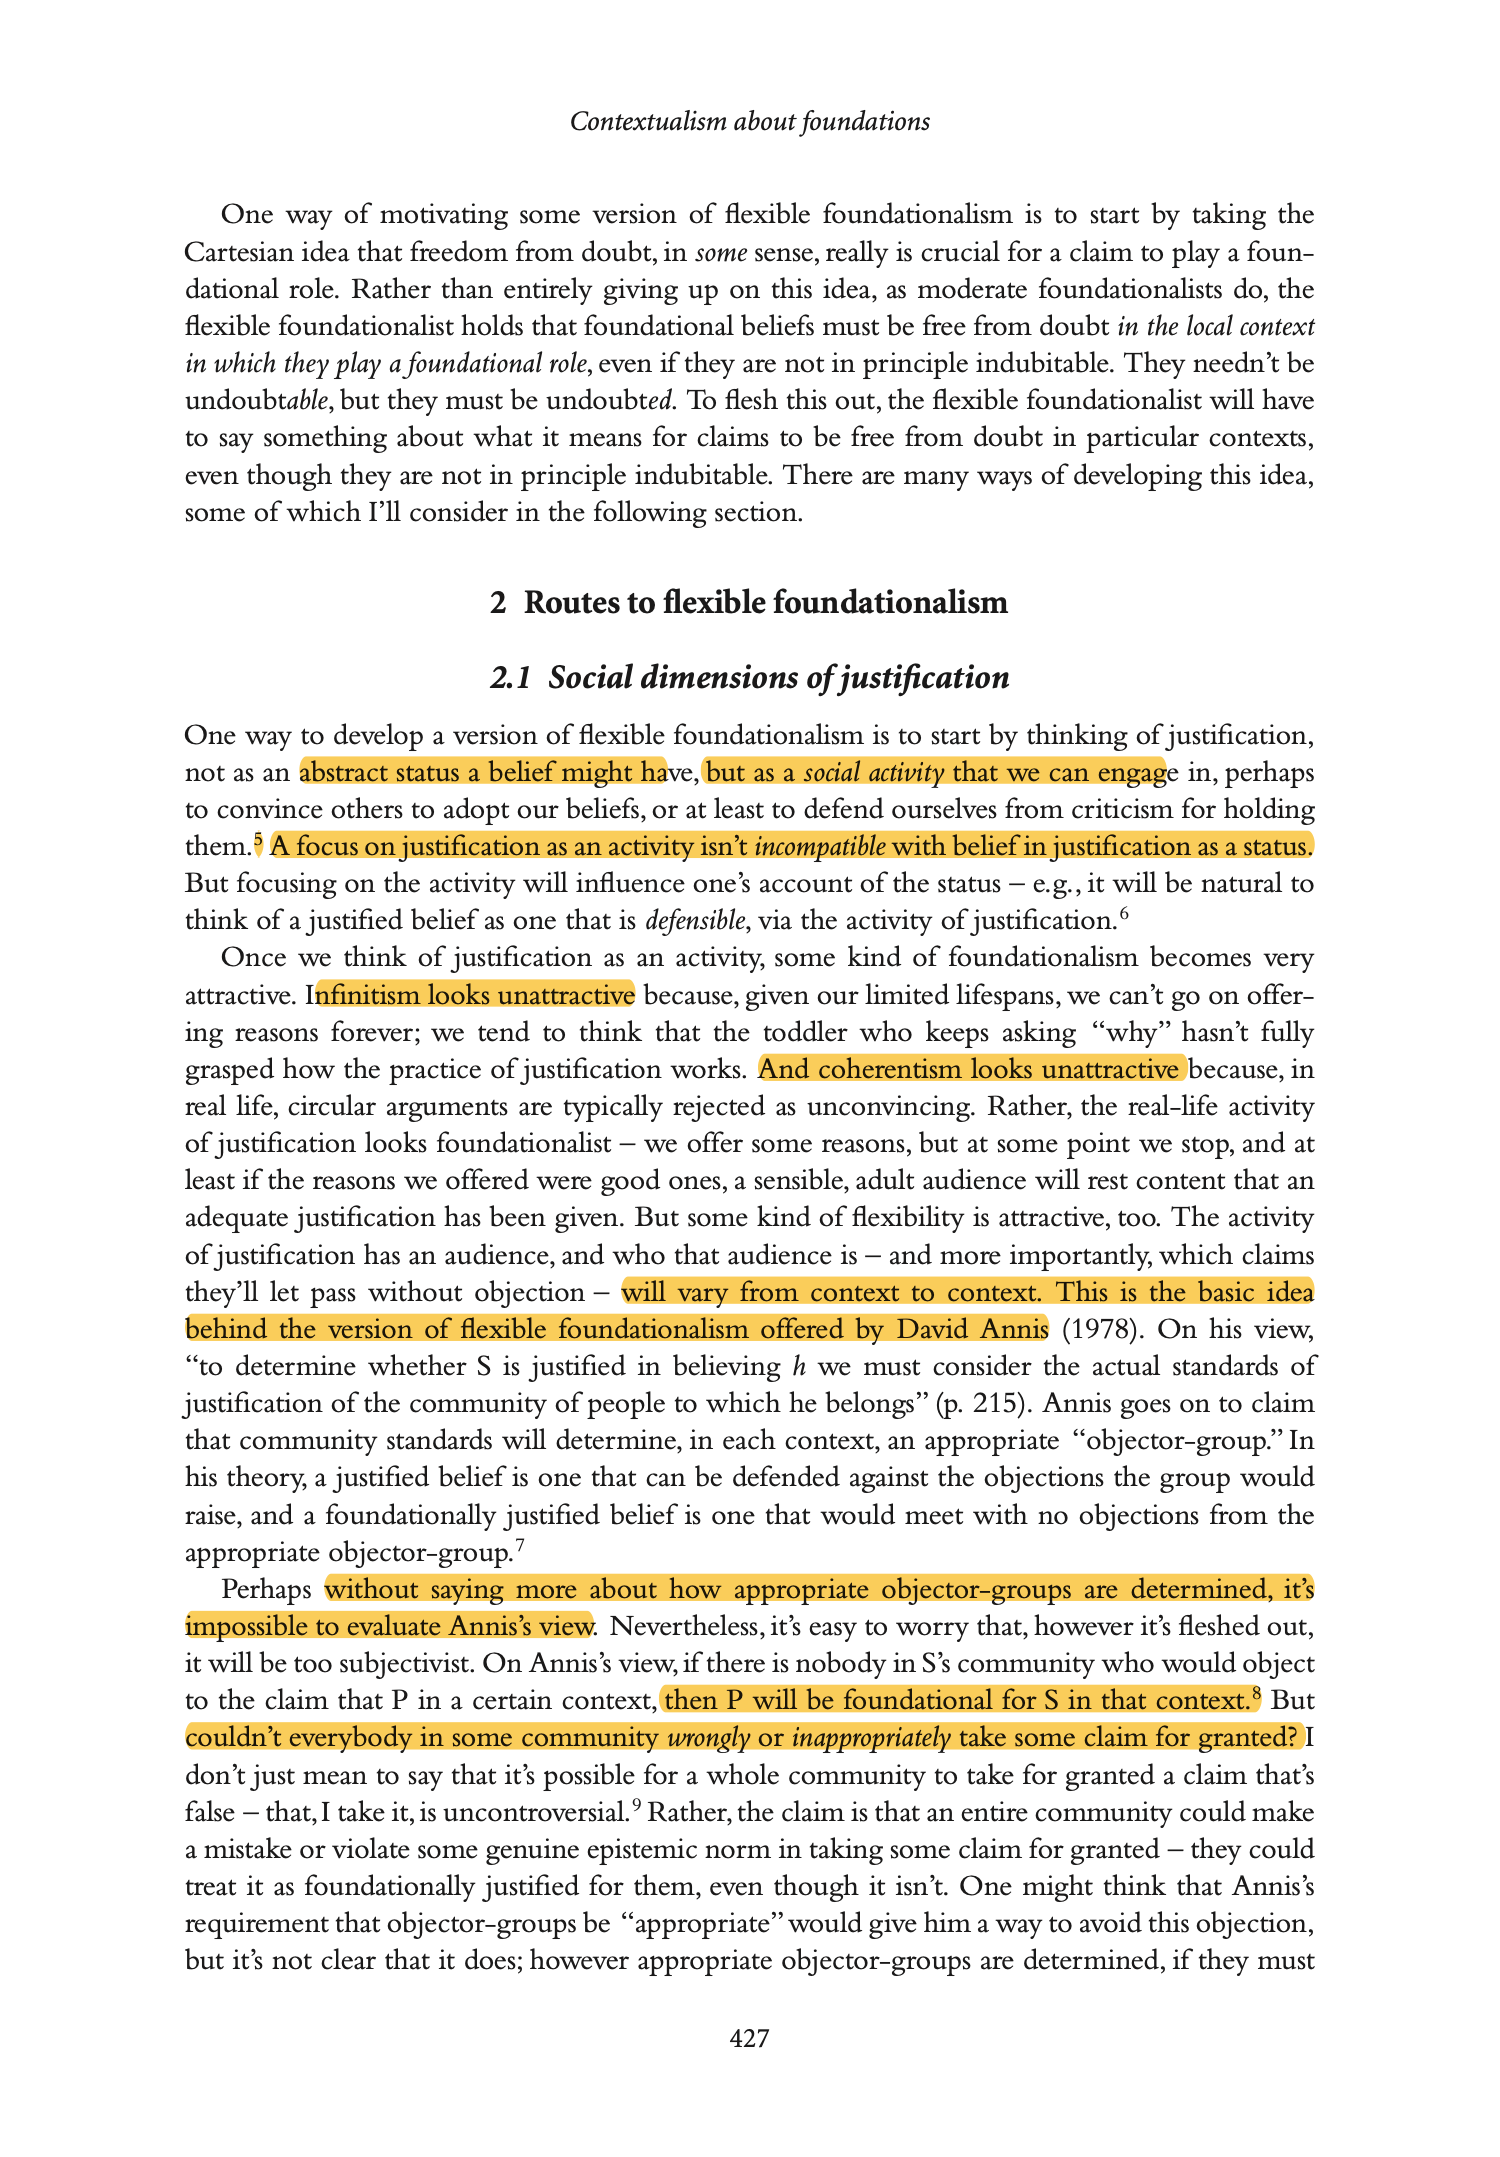 Contextualism about foundations
One way of motivating some version of flexible foundationalism is to start by taking the
Cartesian idea that freedom from doubt, in some sense, really is crucial for a claim to play a foun-
dational role. Rather than entirely giving up on this idea, as moderate foundationalists do, the
flexible foundationalist holds that foundational beliefs must be free from doubt in the local context
in which they play a foundational role, even if they are not in principle indubitable. They needn’t be
undoubtable, but they must be undoubted. To flesh this out, the flexible foundationalist will have
to say something about what it means for claims to be free from doubt in particular contexts,
even though they are not in principle indubitable. There are many ways of developing this idea,
some of which I’ll consider in the following section.
2 Routes to flexible foundationalism
2.1 Social dimensions of justification
One way to develop a version of flexible foundationalism is to start by thinking of justification,
not as an abstract status a belief might have, but as a social activity that we can engage in, perhaps
to convince others to adopt our beliefs, or at least to defend ourselves from criticism for holding
them.5 A focus on justification as an activity isn’t incompatible with belief in justification as a status.
But focusing on the activity will influence one’s account of the status – e.g., it will be natural to
think of a justified belief as one that is defensible, via the activity of justification.6
Once we think of justification as an activity, some kind of foundationalism becomes very
attractive. Infinitism looks unattractive because, given our limited lifespans, we can’t go on offer-
ing reasons forever; we tend to think that the toddler who keeps asking “why” hasn’t fully
grasped how the practice of justification works. And coherentism looks unattractive because, in
real life, circular arguments are typically rejected as unconvincing. Rather, the real-life activity
of justification looks foundationalist – we offer some reasons, but at some point we stop, and at
least if the reasons we offered were good ones, a sensible, adult audience will rest content that an
adequate justification has been given. But some kind of flexibility is attractive, too. The activity
of justification has an audience, and who that audience is – and more importantly, which claims
they’ll let pass without objection – will vary from context to context. This is the basic idea
behind the version of flexible foundationalism offered by David Annis (1978). On his view,
“to determine whether S is justified in believing h we must consider the actual standards of
justification of the community of people to which he belongs” (p. 215). Annis goes on to claim
that community standards will determine, in each context, an appropriate “objector-group.” In
his theory, a justified belief is one that can be defended against the objections the group would
raise, and a foundationally justified belief is one that would meet with no objections from the
appropriate objector-group.7
Perhaps without saying more about how appropriate objector-groups are determined, it’s
impossible to evaluate Annis’s view. Nevertheless, it’s easy to worry that, however it’s fleshed out,
it will be too subjectivist. On Annis’s view, if there is nobody in S’s community who would object
to the claim that P in a certain context, then P will be foundational for S in that context.8 But
couldn’t everybody in some community wrongly or inappropriately take some claim for granted? I
don’t just mean to say that it’s possible for a whole community to take for granted a claim that’s
false – that, I take it, is uncontroversial.9 Rather, the claim is that an entire community could make
a mistake or violate some genuine epistemic norm in taking some claim for granted – they could
treat it as foundationally justified for them, even though it isn’t. One might think that Annis’s
requirement that objector-groups be “appropriate” would give him a way to avoid this objection,
but it’s not clear that it does; however appropriate objector-groups are determined, if they must
427